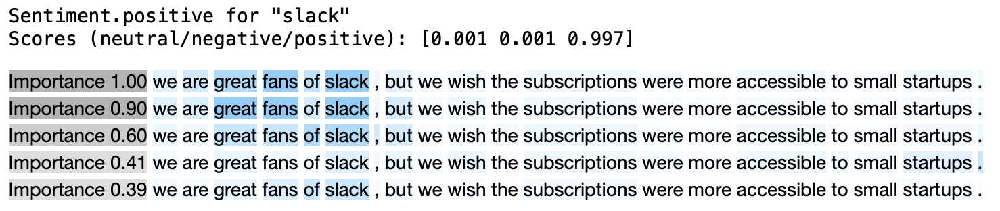 Sentiment.positive for "slack"
Scores (neutral/negative/positive): [0.001 0.001 0.997]
Importance 1.00 we are great fans of slack , but we wish the subscriptions were more accessible to small startups .
Importance 0.90 we are great fans of slack , but we wish the subscriptions were more accessible to small startups .
Importance 0.60 we are great fans of slack , but we wish the subscriptions were more accessible to small startups .
Importance 0.41 we are great fans of slack , but we wish the subscriptions were more accessible to small startups .
Importance 0.39 we are great fans of slack , but we wish the subscriptions were more accessible to small startups .